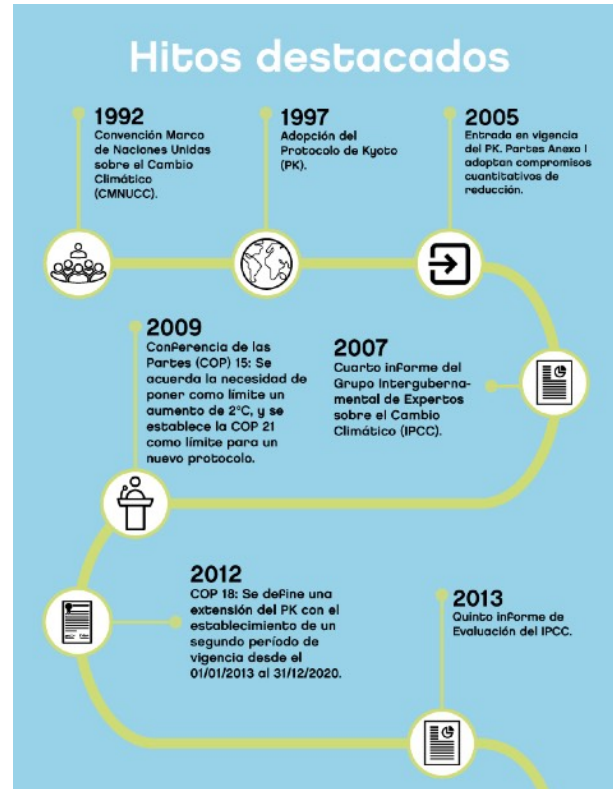 Hitos destacados
1992
Convención Marco
de Naciones Unidas
sobre el Cambio
Climático
(CMNUCC).
1997
Adopción del
Protocolo de Kyoto
(PK).
2005
Entrada en vigencia
del PK. Partes Anexo I
adoptan compromisos
cuantitativos de
reducción.
2007
Cuarto informe del
Grupo Interguberna-
mental de Expertos
sobre el Cambio
Climático (IPCC).
2009
Conferencia de las
Partes (COP) 15: Se
acuerda la necesidad de
poner como límite un
aumento de 2ºC, y se
establece la COP 21
como límite para un
nuevo protocolo.
2012
COP 18: Se define una
extensión del PK con el
establecimiento de un
segundo período de
vigencia desde el
01/01/2013 al 31/12/2020.
2013
Quinto informe de
Evaluación del IPCC.